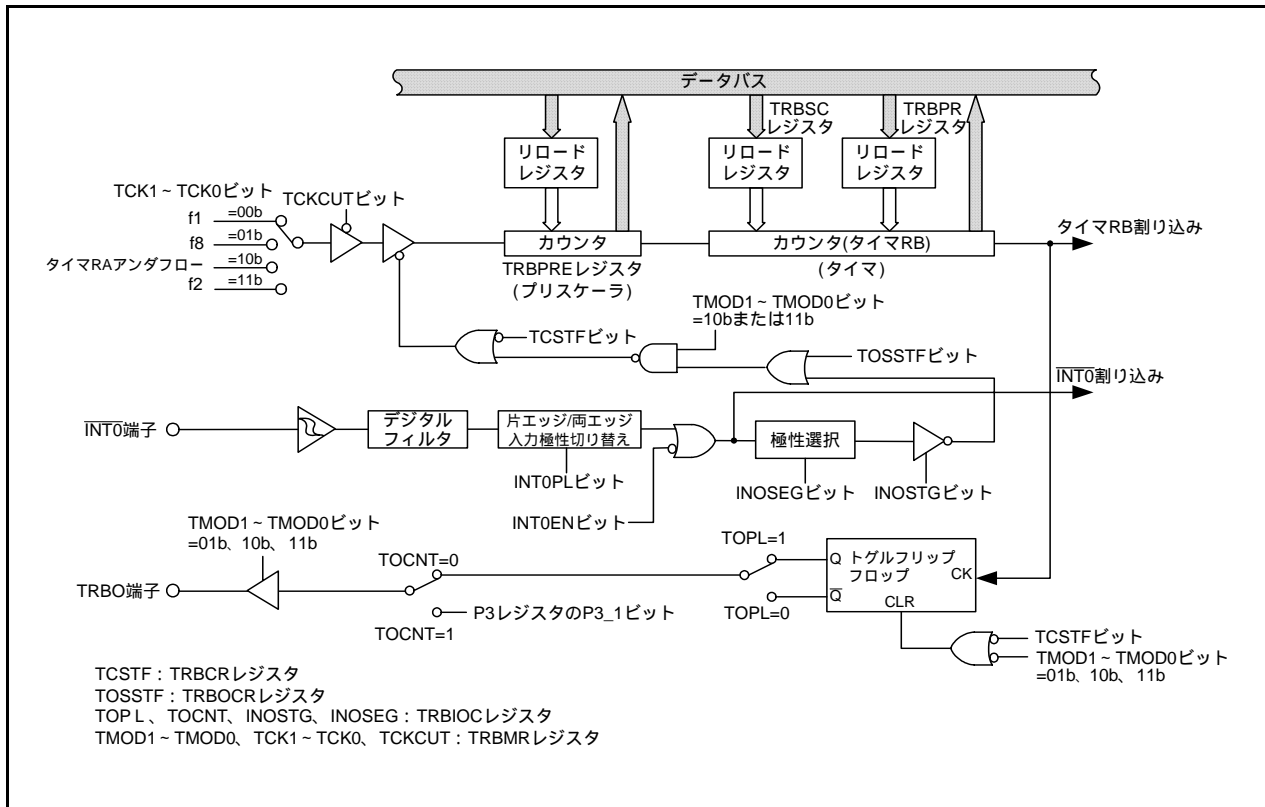 データバス
TRBSC
レジスタ
TRBPR
レジスタ
リロード
レジスタ
リロード
レジスタ
リロード
レジスタ
TCK1～TCK0ビット
TCKCUTビット
f1
=00b
f8
=01b
タイマRAアンダフロー
=10b
f2
=11b
カウンタ
TRBPREレジスタ
(プリスケーラ)
カウンタ(タイマRB)
(タイマ)
タイマRB割り込み
TMOD1～TMOD0ビット
=10bまたは11b
TCSTFビット
TOSSTFビット
INT0割り込み
INT0端子
デジタル
フィルタ
片エッジ/両エッジ
入力極性切り替え
極性選択
INT0PLビット
INOSEGビット
INOSTGビット
INT0ENビット
TMOD1～TMOD0ビット
=01b、10b、11b
TOCNT=0
TOPL=1
Q
トグルフリップ
フロップ
CK
Q
CLR
TRBO端子
P3レジスタのP3_1ビット
TOPL=0
TOCNT=1
TCSTFビット
TMOD1～TMOD0ビット
=01b、10b、11b
TCSTF：TRBCRレジスタ
TOSSTF：TRBOCRレジスタ
TOPL、TOCNT、INOSTG、INOSEG：TRBIOCレジスタ
TMOD1～TMOD0、TCK1～TCK0、TCKCUT：TRBMRレジスタ